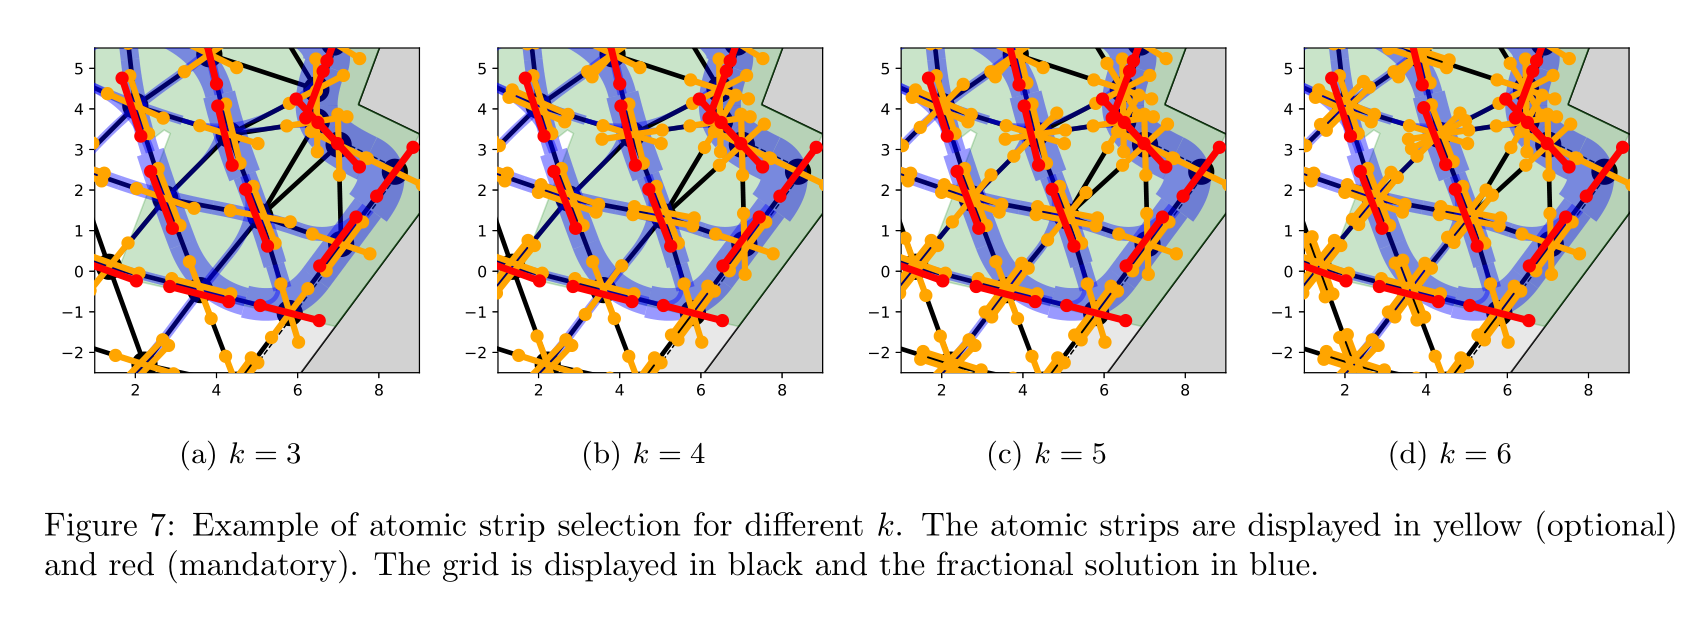 5 4 3 2 1 0 −1 −2
2 4 6 8
5 4 3 2 1 0 −1 −2
2 4 6 8
5 4 3 2 1 0 −1 −2
2 4 6 8
5 4 3 2 1 0 −1 −2
2 4 6 8
(a) k = 3 (b) k = 4 (c) k = 5 (d) k = 6
Figure 7: Example of atomic strip selection for different k. The atomic strips are displayed in yellow (optional)
and red (mandatory). The grid is displayed in black and the fractional solution in blue.